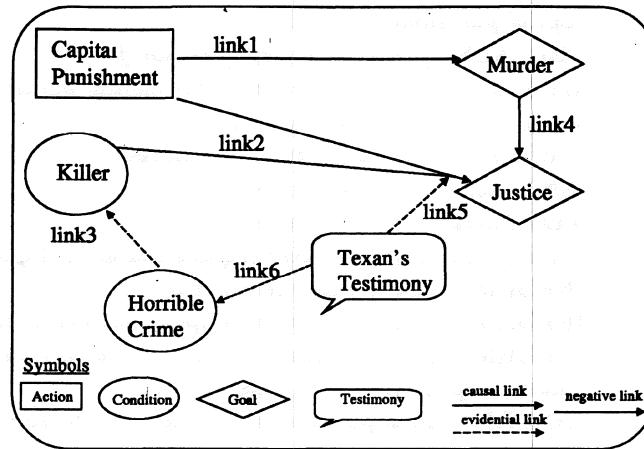 Capital
Punishment
link1
Murder
link4
link2
Killer
Justice
link5
link3
Texan's
Testimony
link6
Horrible
Crime
Symbols
Action
Condition
Goal
Testimony
causal link
negative link
evidential link